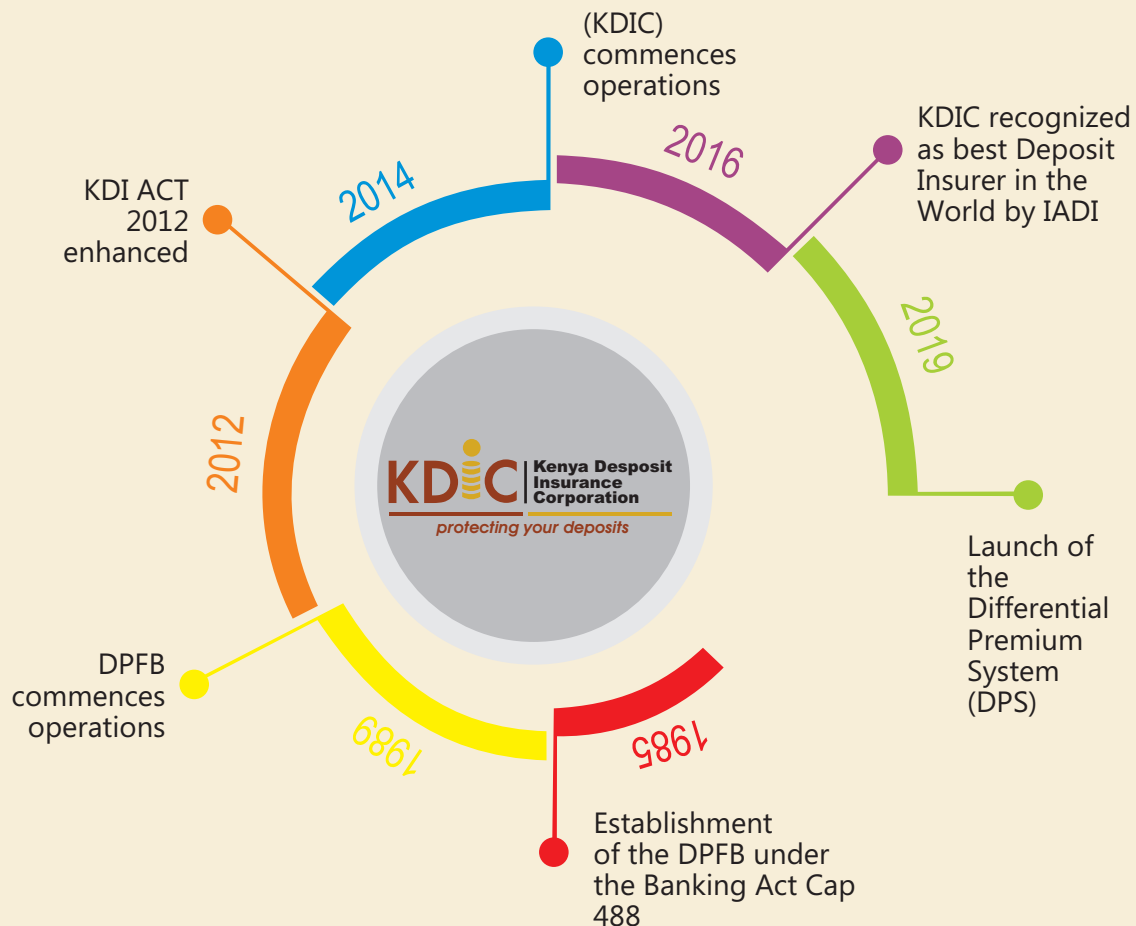 (KDIC)
commences
operations
2016
KDIC recognized
as best Deposit
Insurer in the
World by IADI
2014
KDI ACT
2012
enhanced
2019
2012
KDiC
Kenya Desposit
Insurance
Corporation
protecting your deposits
Launch of
the
Differential
Premium
System
(DPS)
DPFB
commences
operations
1989
1985
Establishment
of the DPFB under
the Banking Act Cap
488